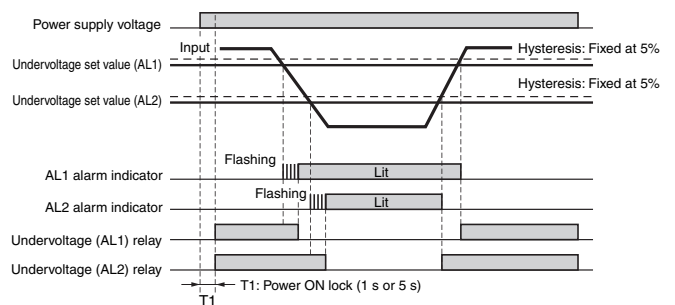 Power supply voltage
Input
Hysteresis: Fixed at 5%
Undervoltage set value (AL1)
Hysteresis: Fixed at 5%
Undervoltage set value (AL2)
Flashing
Lit
AL1 alarm indicator
Flashing
Lit
AL2 alarm indicator
Undervoltage (AL1) relay
Undervoltage (AL2) relay
T1: Power ON lock (1 s or 5 s)
T1